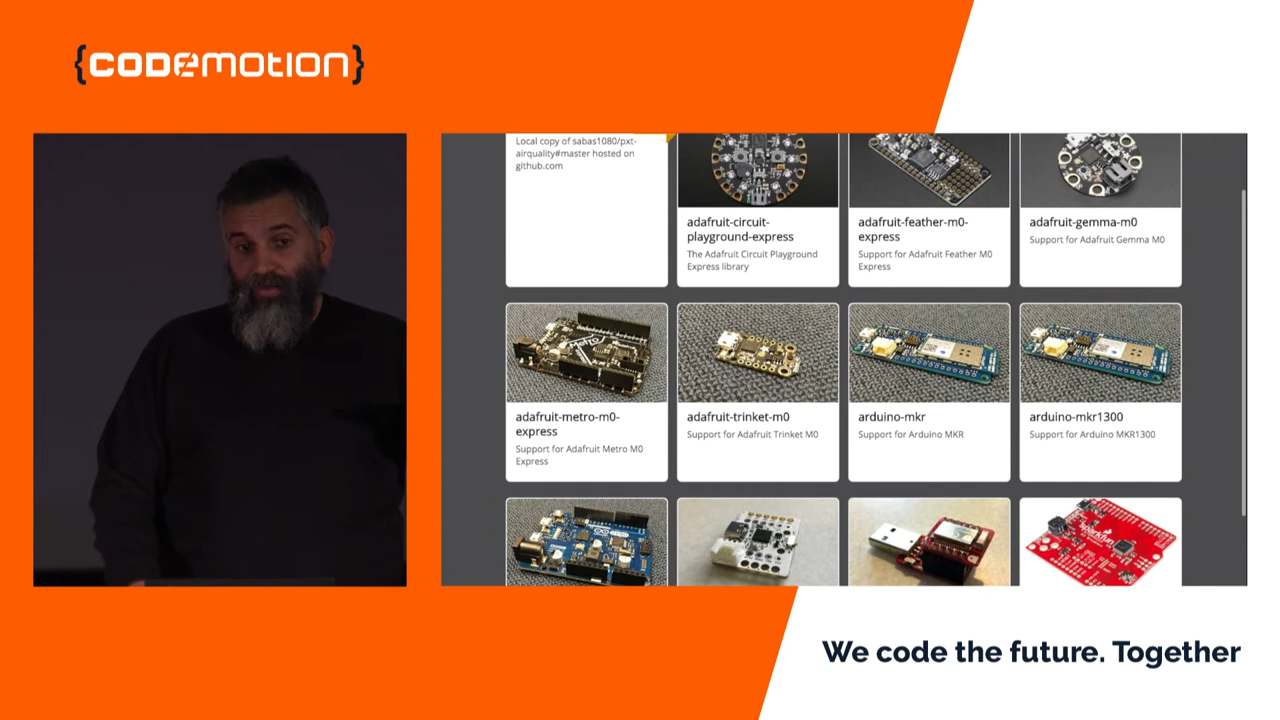 {CODEMOTION}
Local copy of sabas1080/pxt-
airquality#master hosted on
github.com
adafruit-circuit-
playground-express
The Adafruit Circuit Playground
Express library
adafruit-feather-m0-
express
Support for Adafruit Feather M0
Express
adafruit-gemma-m0
Support for Adafruit Gemma M0
adafruit-metro-m0-
express
Support for Adafruit Metro M0
Express
adafruit-trinket-m0
Support for Adafruit Trinket M0
arduino-mkr
Support for Arduino MKR
arduino-mkr1300
Support for Arduino MKR1300
sparkfun
We code the future. Together